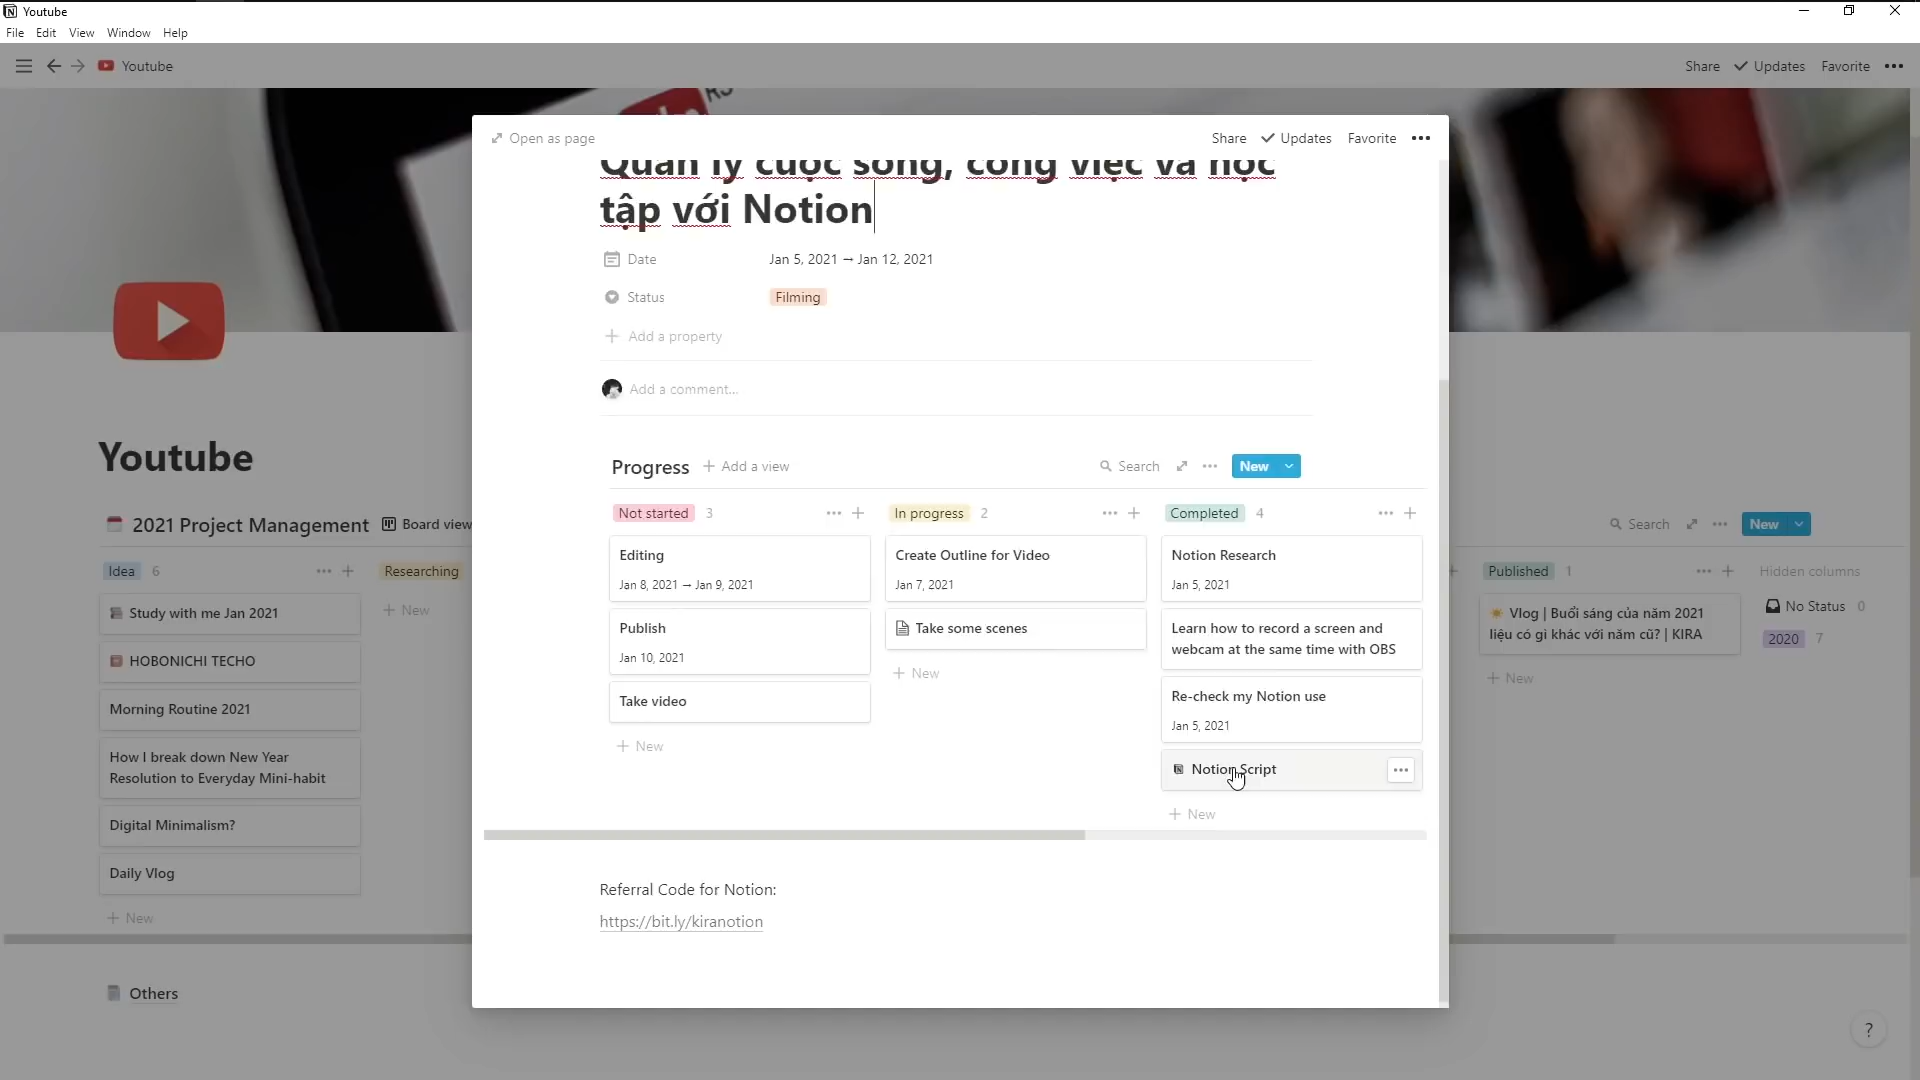 Youtube
File Edit View Window Help
Youtube
Share Updates Favorite
Open as page
Share Updates Favorite
Quản lý cuộc sống, công việc và học
tập với Notion
Date Jan 5, 2021 → Jan 12, 2021
Status Filming
Add a property
Add a comment...
Youtube
2021 Project Management Board view
Search New
Idea 6
Researching
Study with me Jan 2021
New
HOBONICHI TECHO
Morning Routine 2021
How I break down New Year
Resolution to Everyday Mini-habit
Digital Minimalism?
Daily Vlog
New
Others
Progress Add a view
Search New
Not started 3
Editing
Jan 8, 2021 → Jan 9, 2021
Publish
Jan 10, 2021
Take video
New
In progress 2
Create Outline for Video
Jan 7, 2021
Take some scenes
New
Completed 4
Notion Research
Jan 5, 2021
Learn how to record a screen and
webcam at the same time with OBS
Re-check my Notion use
Jan 5, 2021
Notion Script
New
Referral Code for Notion:
https://bit.ly/kiranotion
Published 1
Vlog | Buổi sáng của năm 2021
liệu có gì khác với năm cũ? | KIRA
New
Hidden columns
No Status 0
2020 7
?